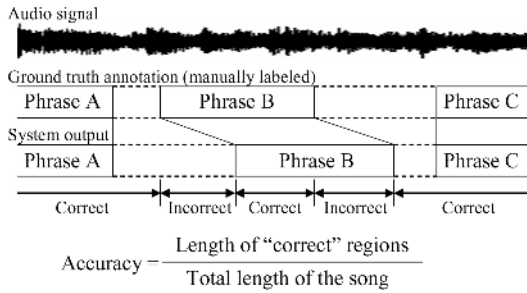 Audio signal
Ground truth annotation (manually labeled)
Phrase A Phrase B Phrase C
System output
Phrase A Phrase B Phrase C
Correct Incorrect Correct Incorrect Correct
Accuracy = Length of “correct” regions
Total length of the song